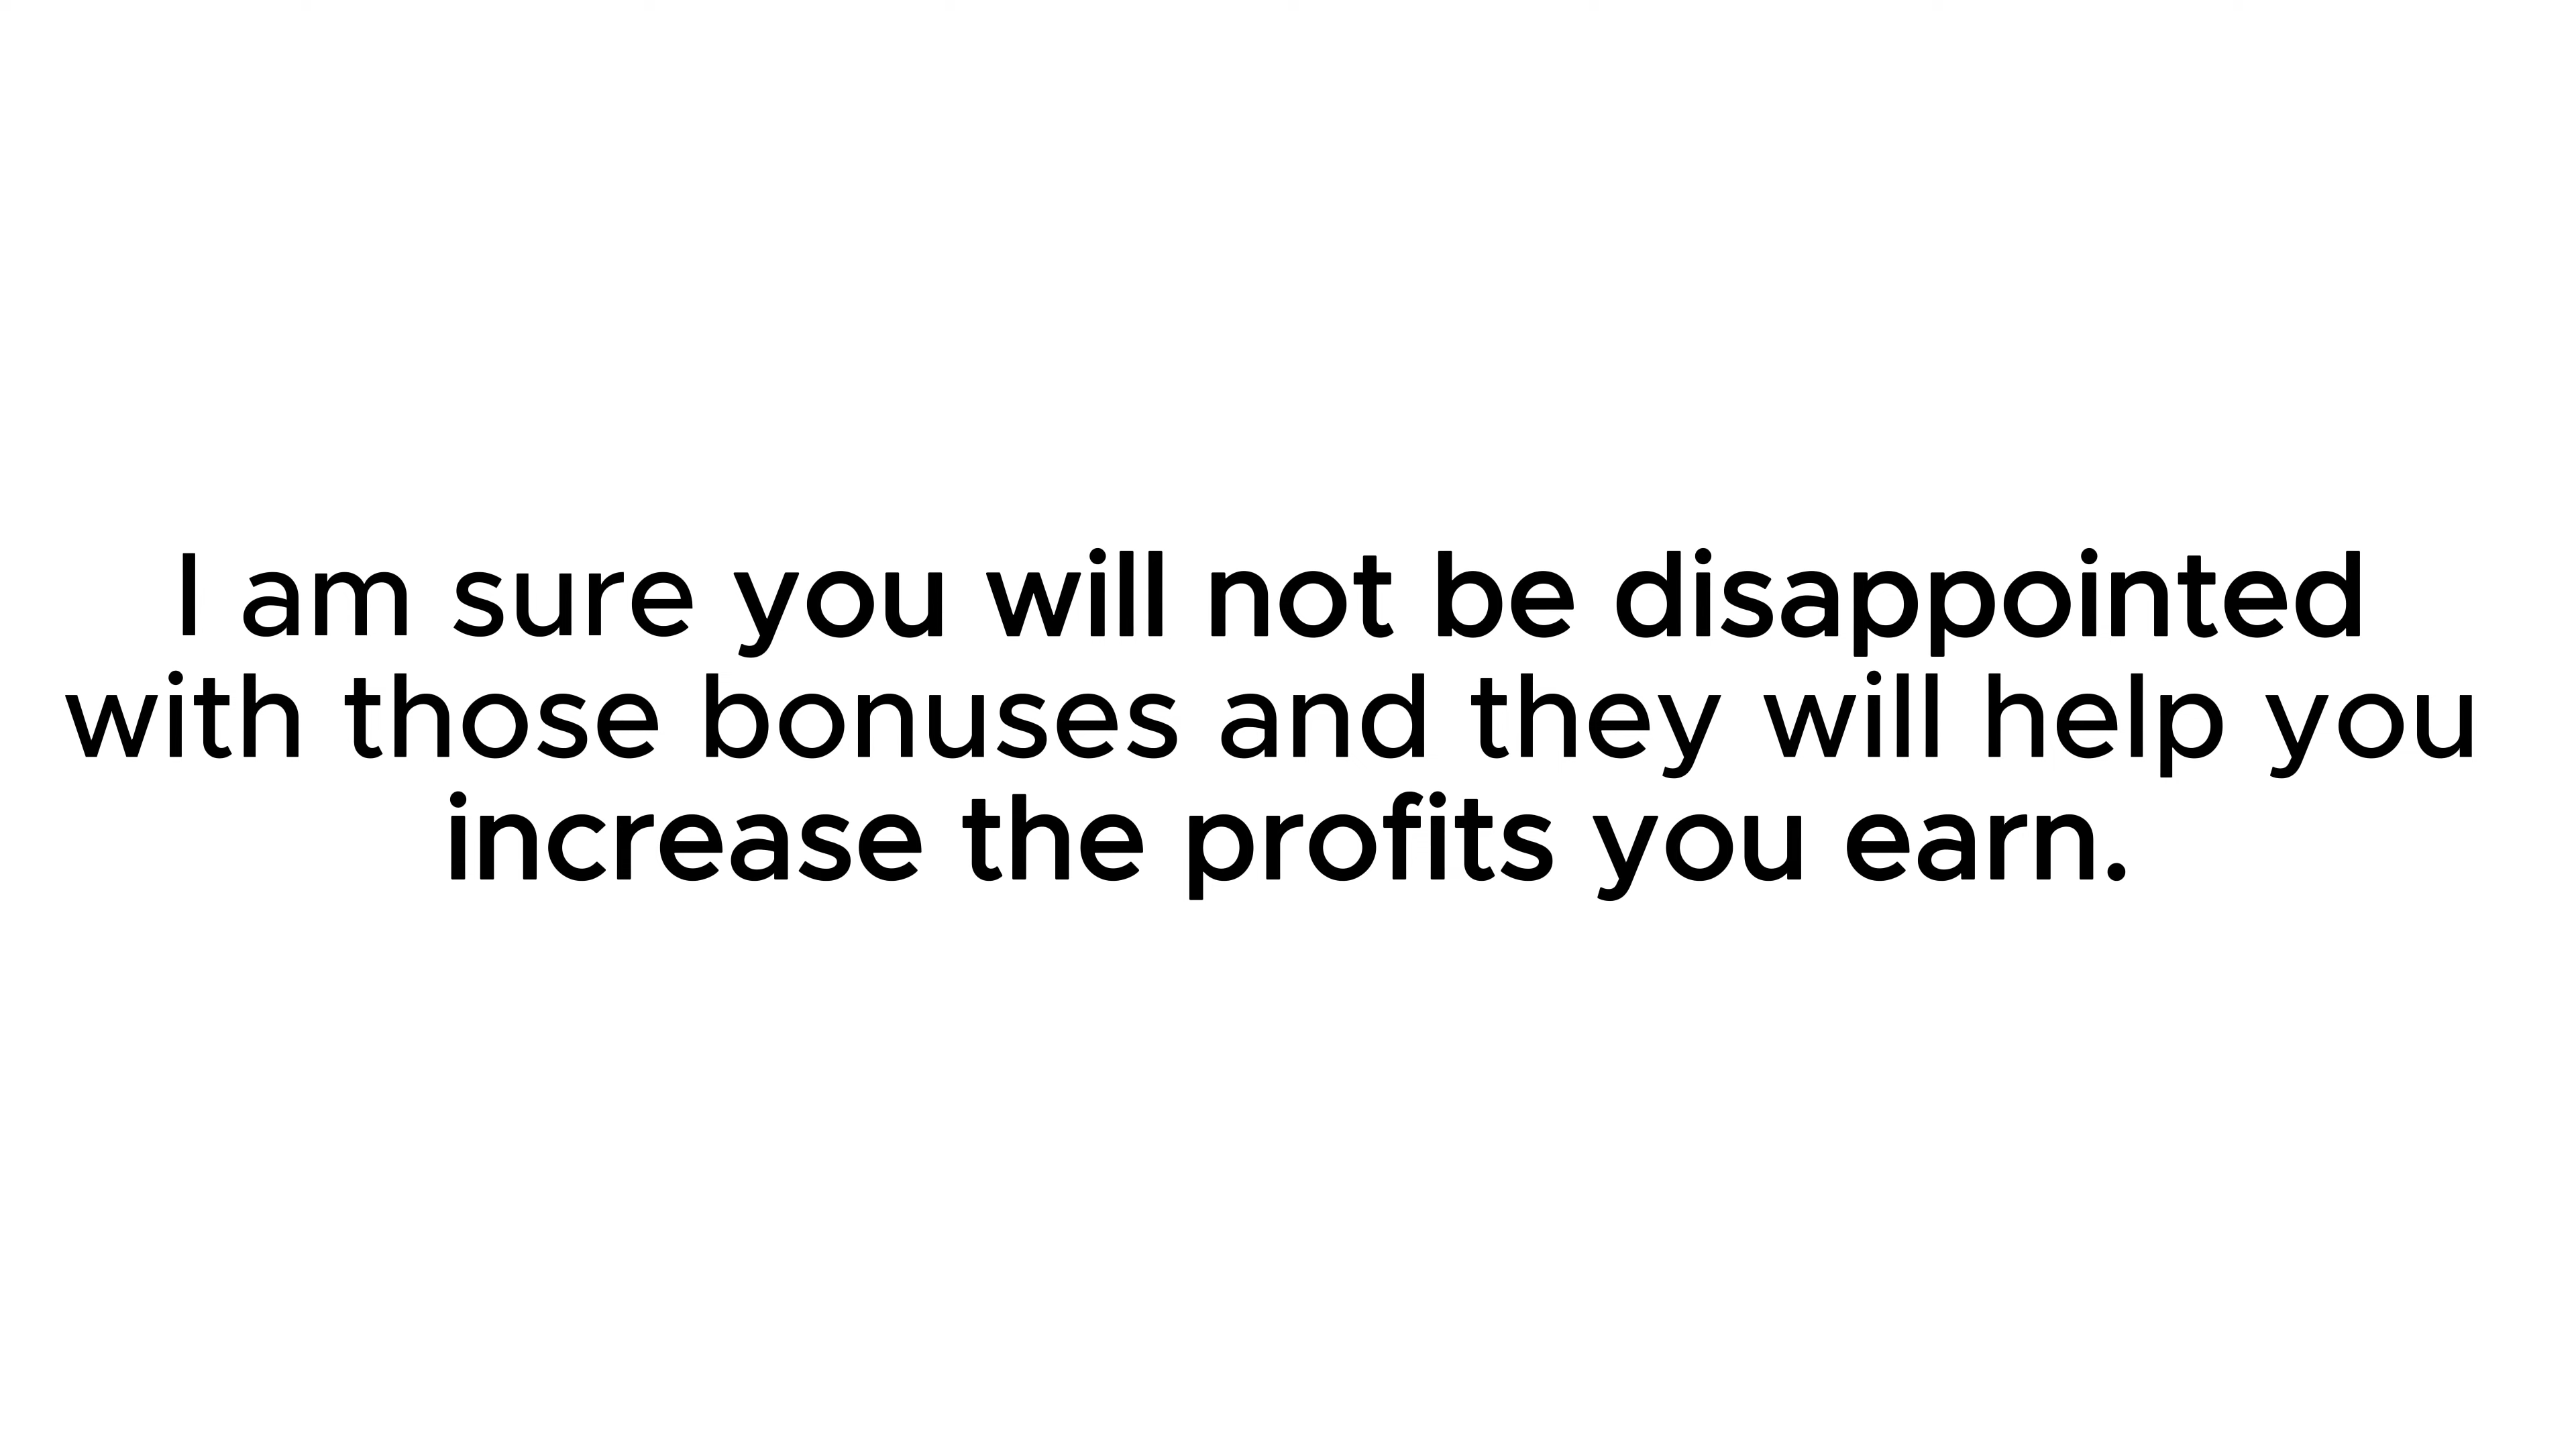 I am sure you will not be disappointed
with those bonuses and they will help you
increase the profits you earn.